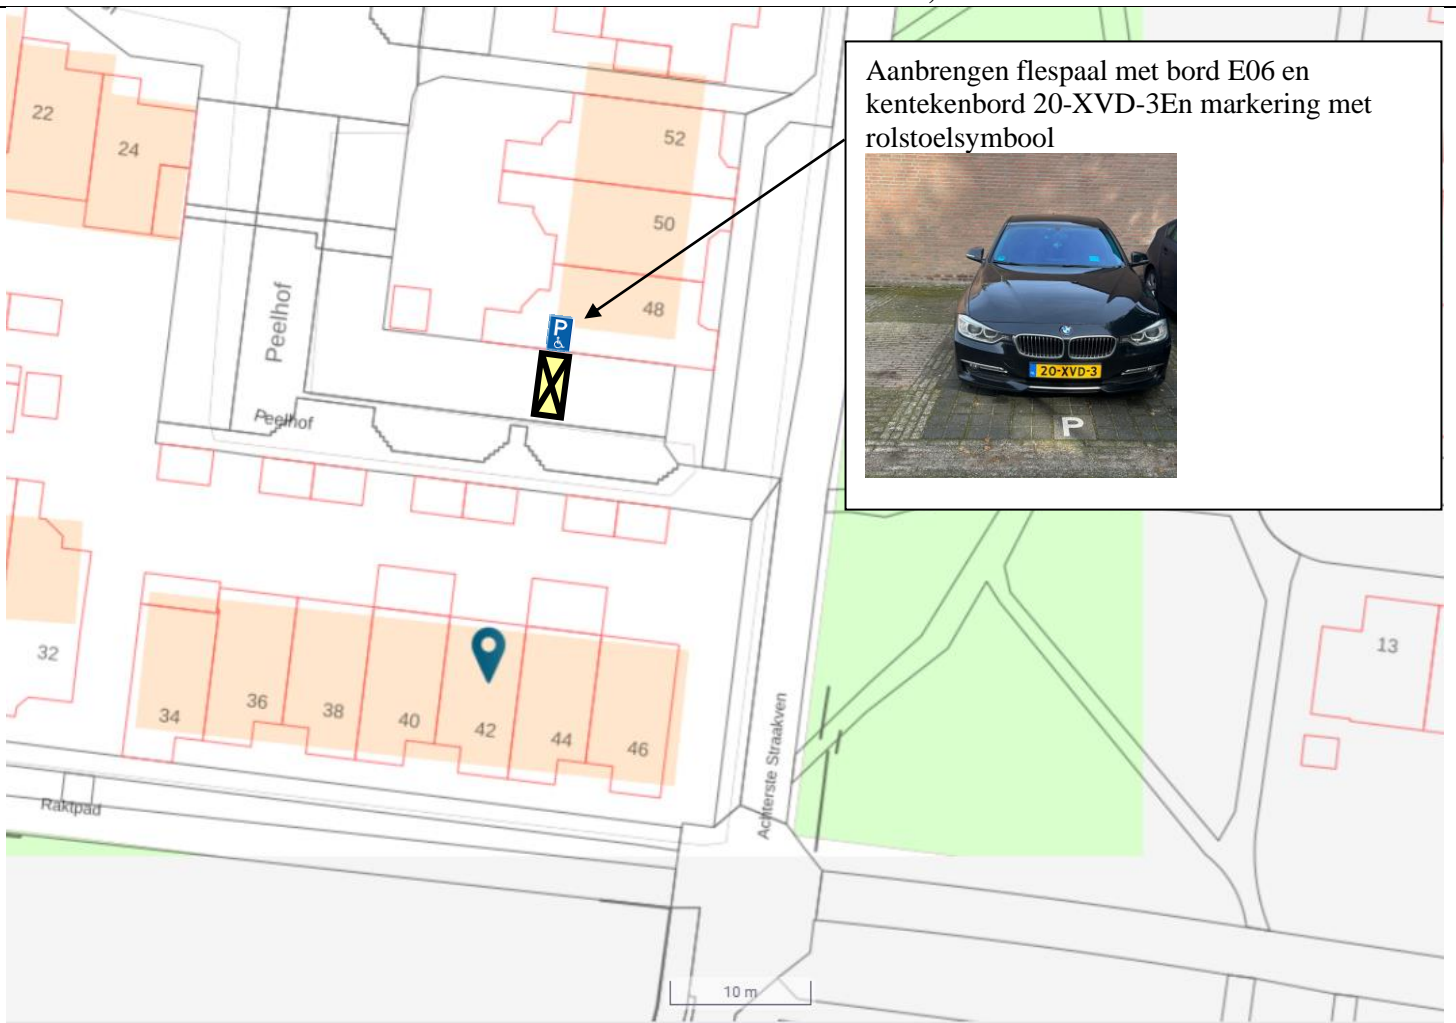 Aanbrengen flespaal met bord E06 en
kentekenbord 20-XVD-3En markering met
rolstoelsymbool
20-XVD-3
P
22
24
52
50
48
P
Peelhof
Peelhof
32
34
36
38
40
42
44
46
13
Achterste Straakven
Raktpad
10 m